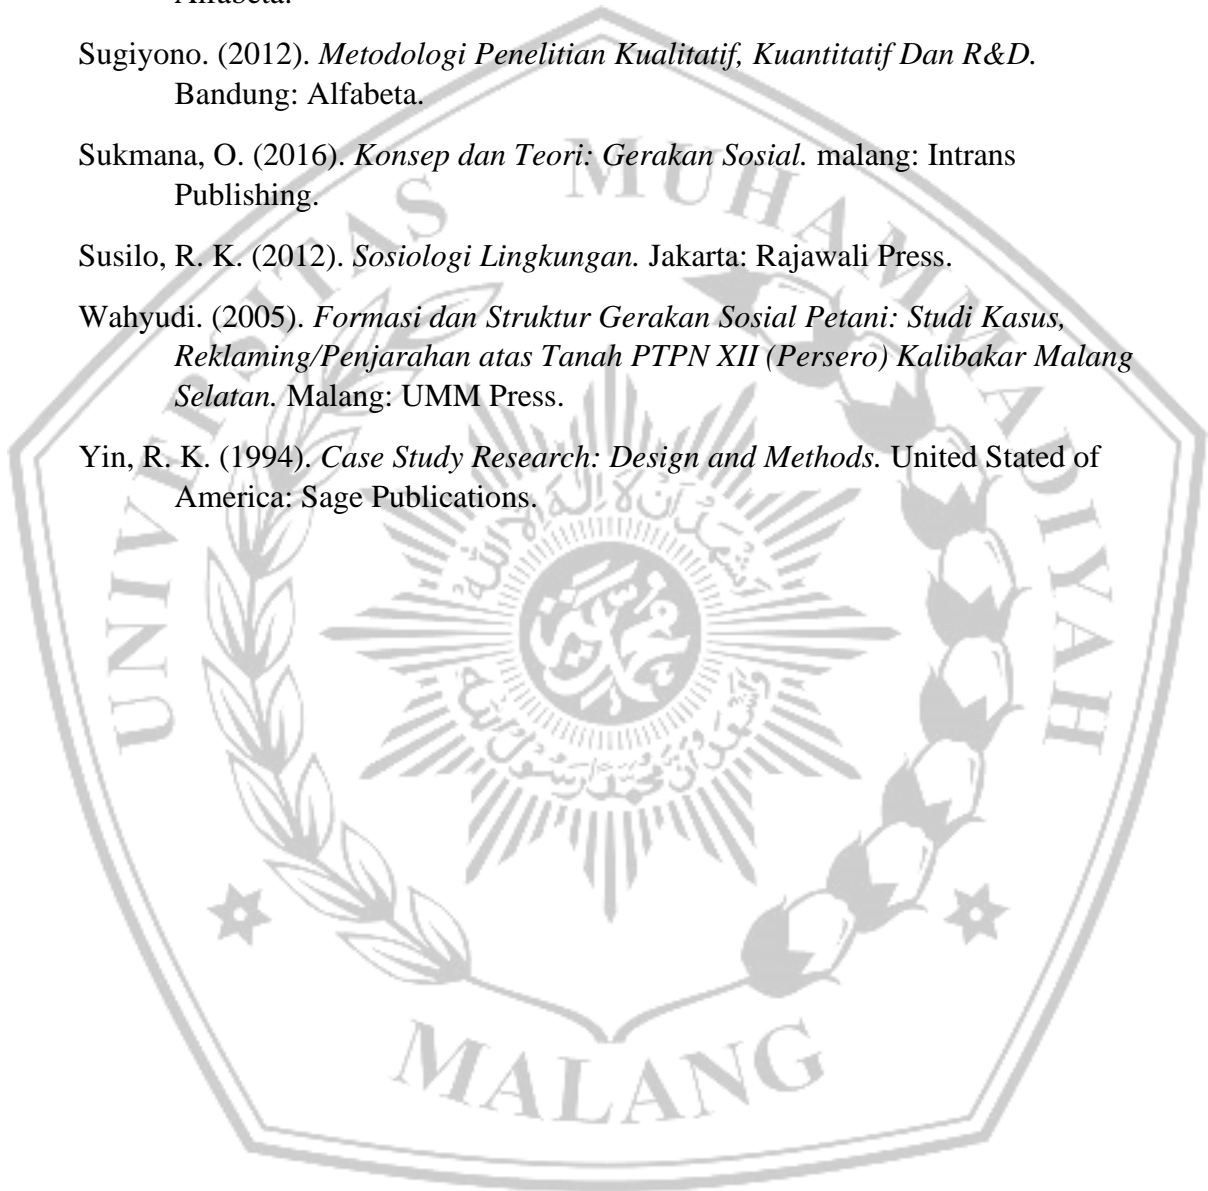 Alfabeta.
Sugiyono. (2012). Metodologi Penelitian Kualitatif, Kuantitatif Dan R&D.
Bandung: Alfabeta.
Sukmana, O. (2016). Konsep dan Teori: Gerakan Sosial. malang: Intrans
Publishing.
Susilo, R. K. (2012). Sosiologi Lingkungan. Jakarta: Rajawali Press.
Wahyudi. (2005). Formasi dan Struktur Gerakan Sosial Petani: Studi Kasus,
Reklaming/Penjarahan atas Tanah PTPN XII (Persero) Kalibakar Malang
Selatan. Malang: UMM Press.
Yin, R. K. (1994). Case Study Research: Design and Methods. United Stated of
America: Sage Publications.
UNIVERSITAS MUHAMMADIYAH
MALANG